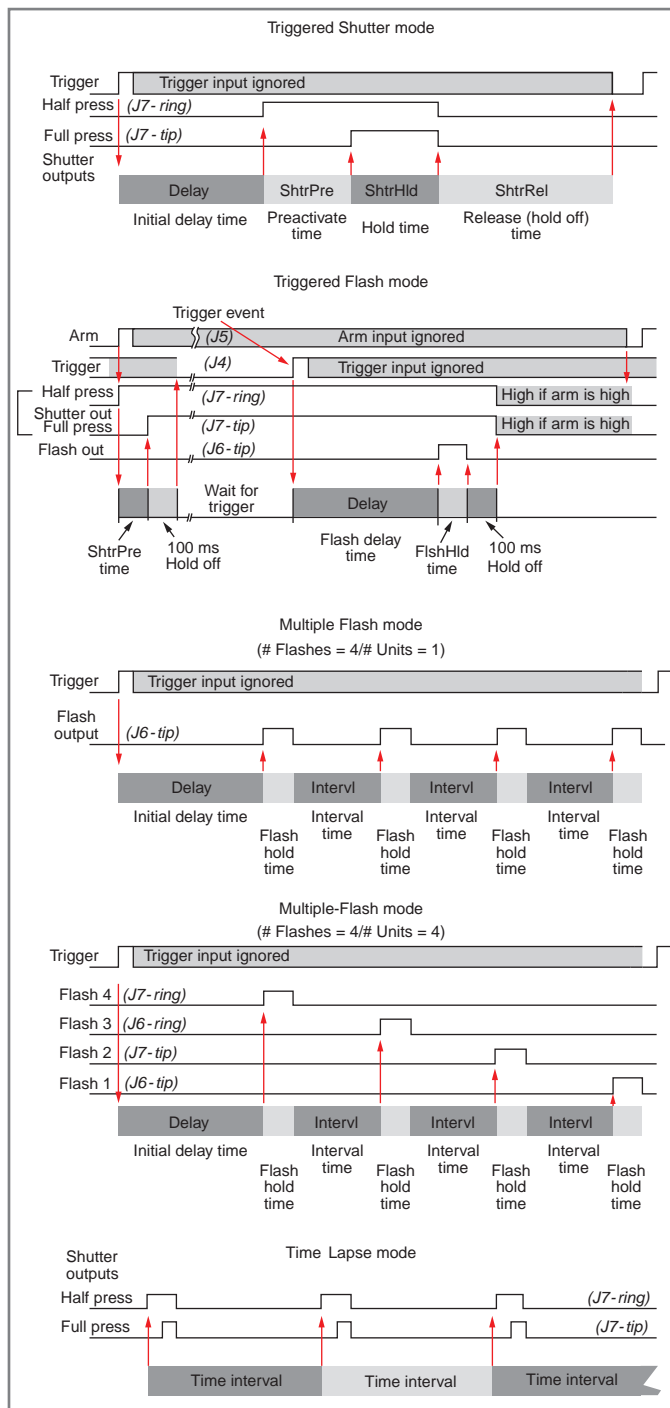 Triggered Shutter mode
Trigger
Trigger input ignored
Half press
(J7-ring)
Full press
(J7-tip)
Shutter
outputs
Delay
ShtrPre
ShtrHld
ShtrRel
Initial delay time
Preactivate
time
Hold time
Release (hold off)
time
Triggered Flash mode
Trigger event
Arm
(J5)
Arm input ignored
Trigger
(J4)
Trigger input ignored
Half press
(J7-ring)
High if arm is high
Shutter out
Full press
(J7-tip)
High if arm is high
Flash out
(J6-tip)
Wait for
trigger
Delay
ShtrPre
time
100 ms
Hold off
Flash delay
time
FlshHld
time
100 ms
Hold off
Multiple Flash mode
(# Flashes = 4/# Units = 1)
Trigger
Trigger input ignored
Flash
output
(J6-tip)
Delay
Intervl
Intervl
Intervl
Initial delay time
Flash
hold
time
Interval
time
Flash
hold
time
Interval
time
Flash
hold
time
Interval
time
Flash
hold
time
Multiple-Flash mode
(# Flashes = 4/# Units = 4)
Trigger
Trigger input ignored
Flash 4
(J7-ring)
Flash 3
(J6-ring)
Flash 2
(J7-tip)
Flash 1
(J6-tip)
Delay
Intervl
Intervl
Intervl
Initial delay time
Flash
hold
time
Interval
time
Flash
hold
time
Interval
time
Flash
hold
time
Interval
time
Flash
hold
time
Time Lapse mode
Shutter
outputs
Half press
(J7-ring)
Full press
(J7-tip)
Time interval
Time interval
Time interval